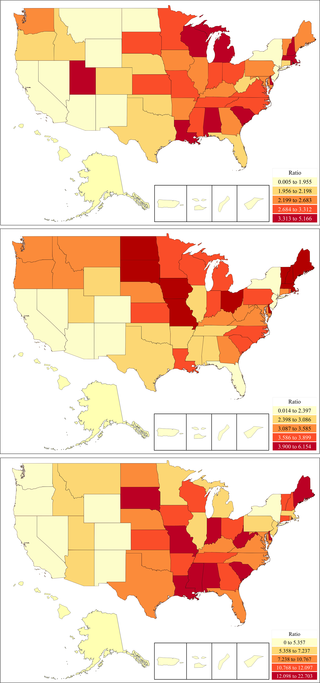 Ratio
0.005 to 1.955
1.956 to 2.198
2.199 to 2.683
2.684 to 3.312
3.313 to 5.166
Ratio
0.014 to 2.397
2.398 to 3.086
3.087 to 3.585
3.586 to 3.899
3.900 to 6.154
Ratio
0 to 5.357
5.358 to 7.237
7.238 to 10.767
10.768 to 12.097
12.098 to 22.703